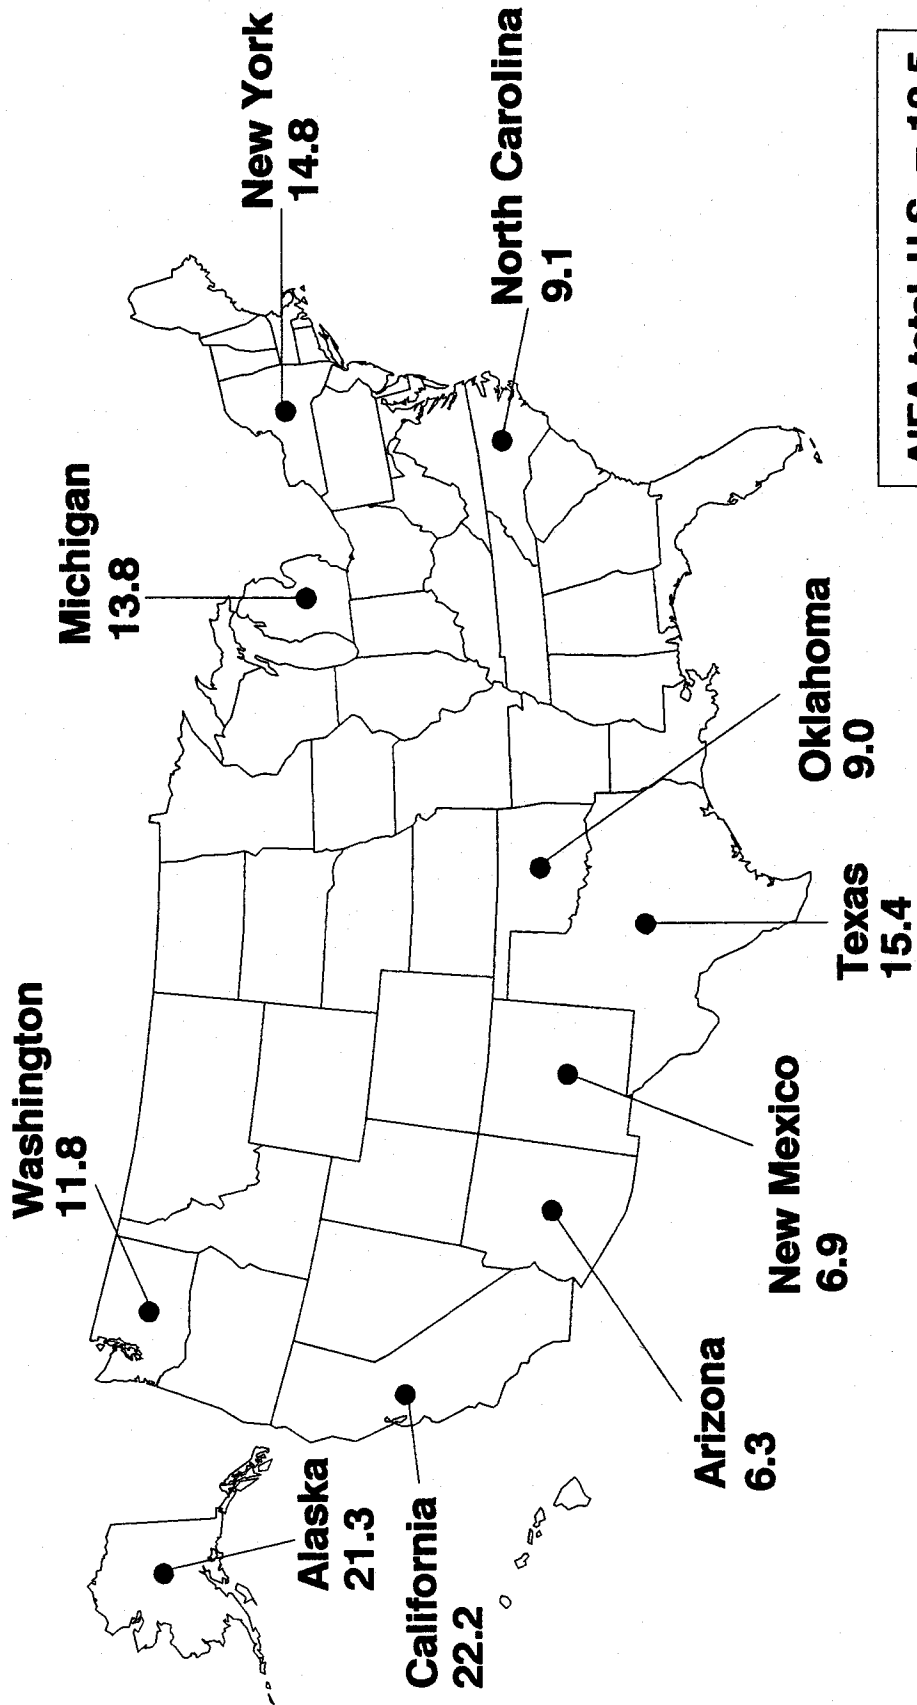 Washington
11.8
Michigan
13.8
New York
14.8
Alaska
21.3
California
22.2
Arizona
6.3
New Mexico
6.9
Texas
15.4
Oklahoma
9.0
North Carolina
9.1